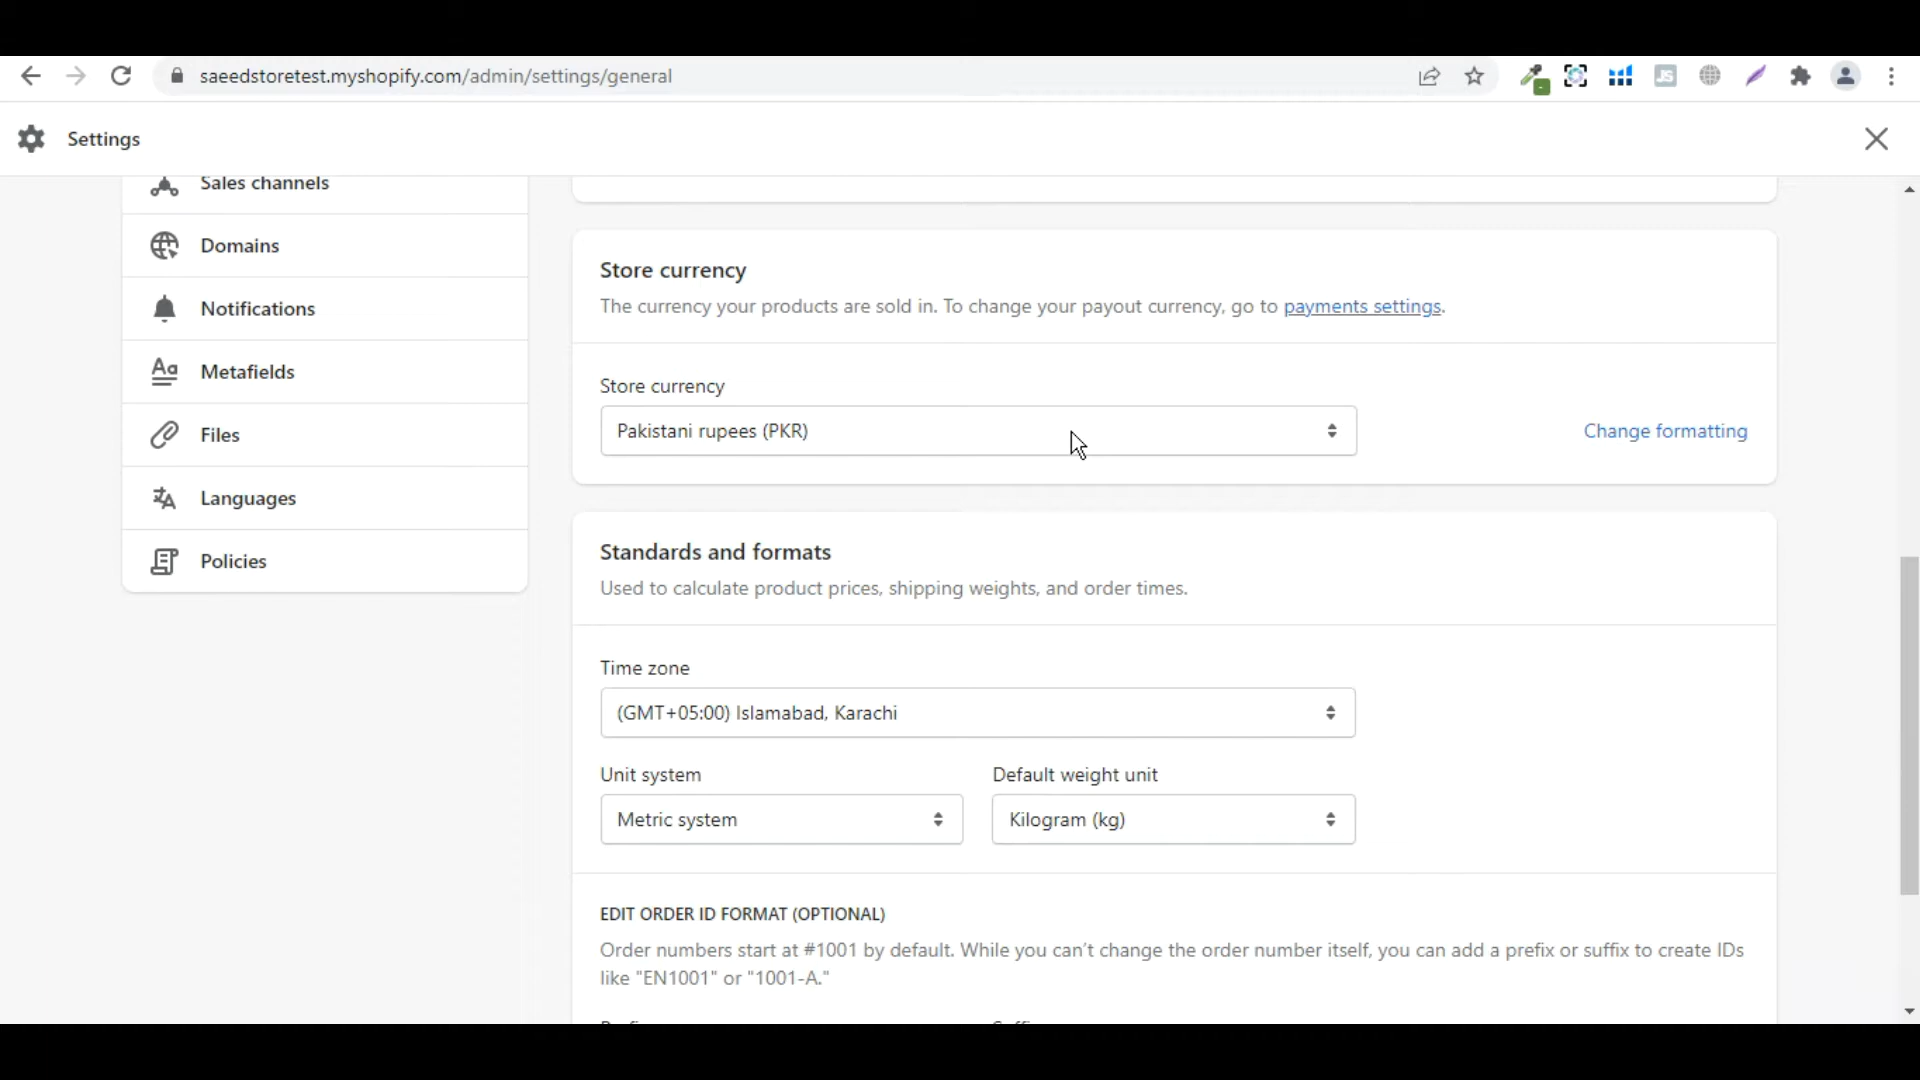 saeedstoretest.myshopify.com/admin/settings/general
JS
Settings
Sales channels
Domains
Notifications
Aa
Metafields
Files
Languages
Policies
Store currency
The currency your products are sold in. To change your payout currency, go to payments settings.
Store currency
Pakistani rupees (PKR)
Change formatting
Standards and formats
Used to calculate product prices, shipping weights, and order times.
Time zone
(GMT+05:00) Islamabad, Karachi
Unit system
Default weight unit
Metric system
Kilogram (kg)
EDIT ORDER ID FORMAT (OPTIONAL)
Order numbers start at #1001 by default. While you can't change the order number itself, you can add a prefix or suffix to create IDs
like "EN1001" or "1001-A."